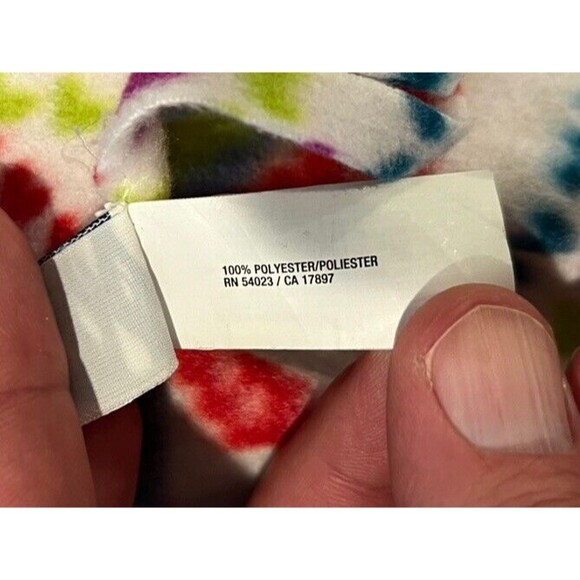 100% POLYESTER/POLIESTER
RN 54023 / CA 17897